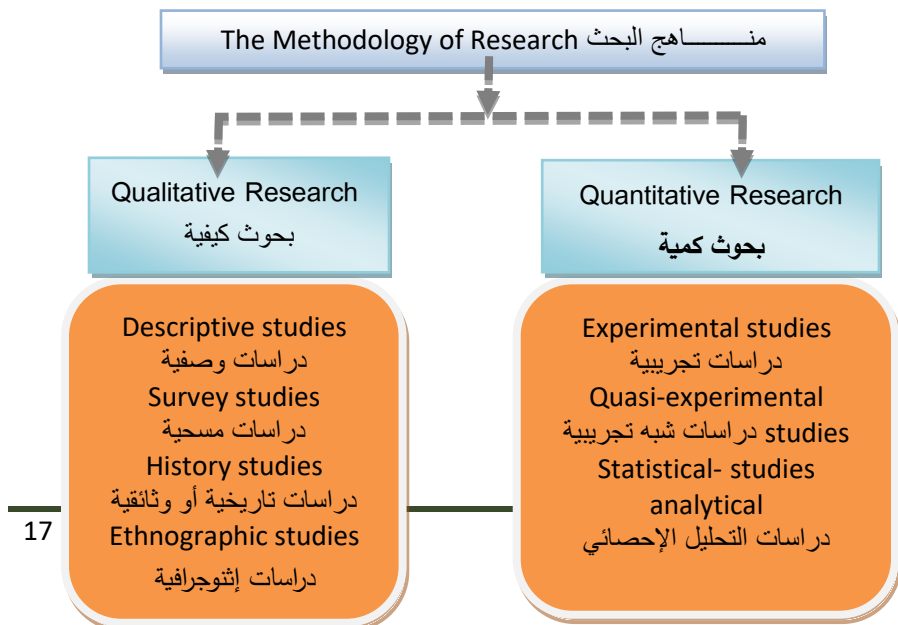 The Methodology of Research منـــــــــاهج البحث
Qualitative Research
بحوث كيفية
Quantitative Research
بحوث كمية
Descriptive studies
دراسات وصفية
Survey studies
دراسات مسحية
History studies
دراسات تاريخية أو وثائقية
Ethnographic studies
دراسات إثنوجرافية
Experimental studies
دراسات تجريبية
Quasi-experimental
studies دراسات شبه تجريبية
Statistical- studies
analytical
دراسات التحليل الإحصائي
17